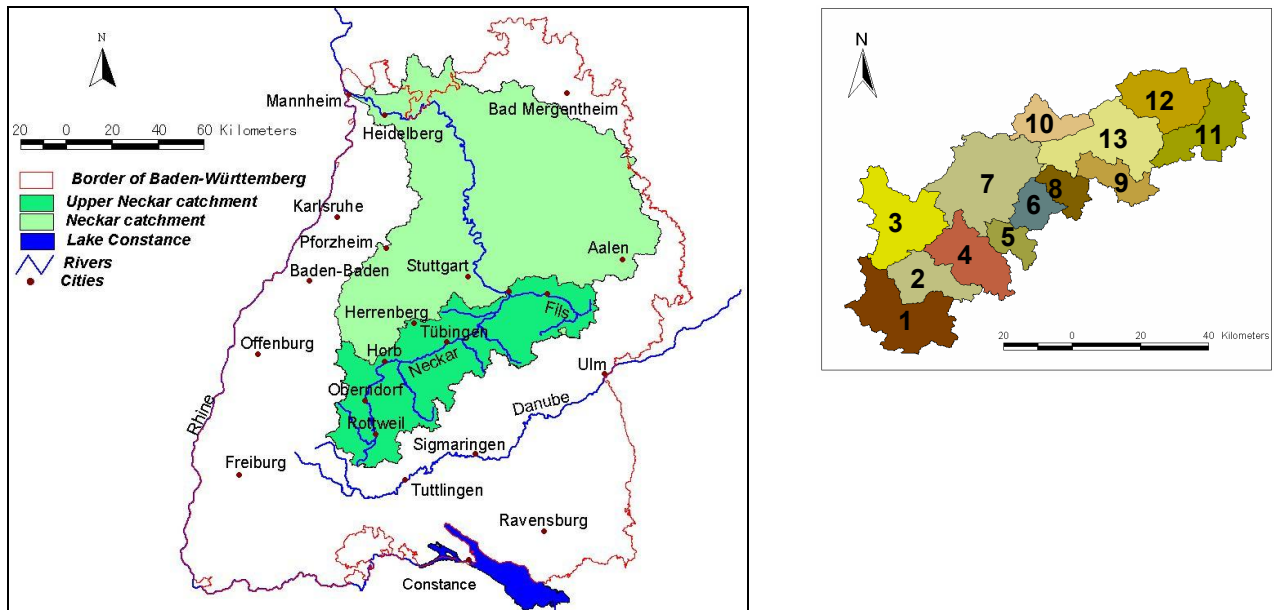 N
20 0 20 40 60 Kilometers
Border of Baden-Württemberg
Upper Neckar catchment
Neckar catchment
Lake Constance
Rivers
Cities
Mannheim
Bad Mergentheim
Heidelberg
Karlsruhe
Pforzheim
Baden-Baden
Stuttgart
Aalen
Herrenberg
Fils
Tübingen
Offenburg
Horb
Neckar
Ulm
Oberndorf
Danube
Rhine
Rottweil
Sigmaringen
Freiburg
Tuttlingen
Ravensburg
Constance
N
12
10
13
11
7
9
8
6
3
5
4
2
1
20 0 20 40 Kilometers